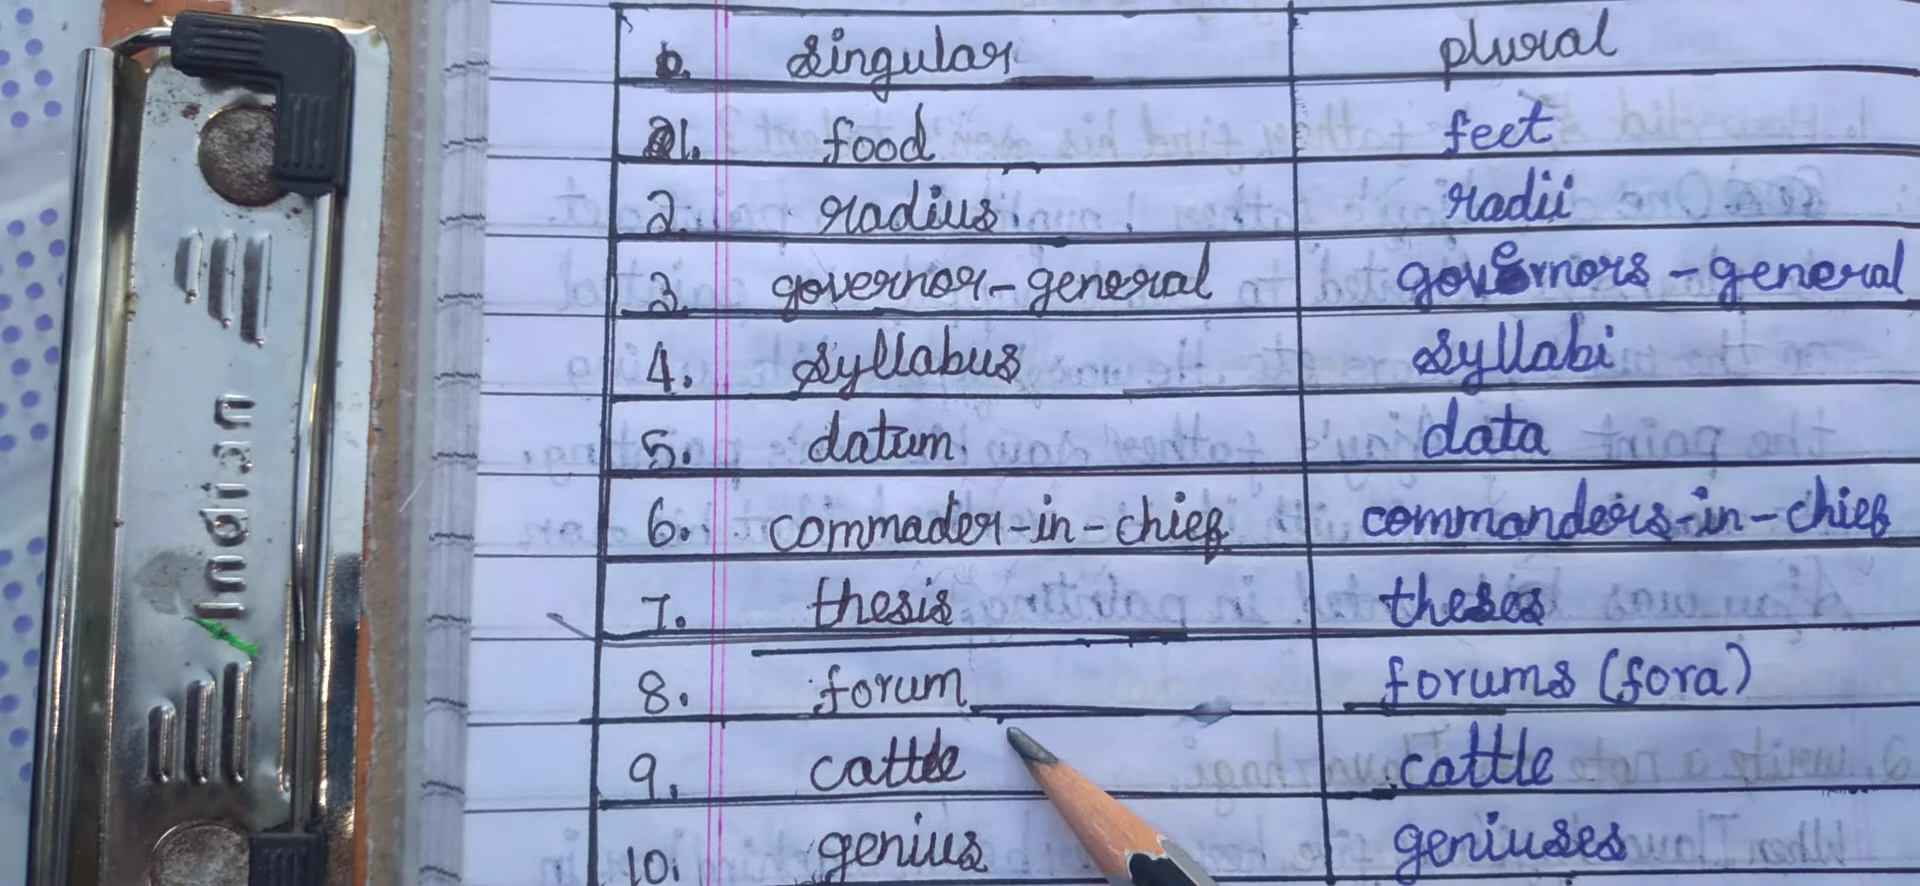 Indian
singular plural
1. food feet
2. radius radii
3. governor-general governors-general
4. syllabus syllabi
5. datum data
6. commader-in-chief commanders-in-chief
7. thesis theses
8. forum forums (fora)
9. cattle cattle
10. genius geniuses